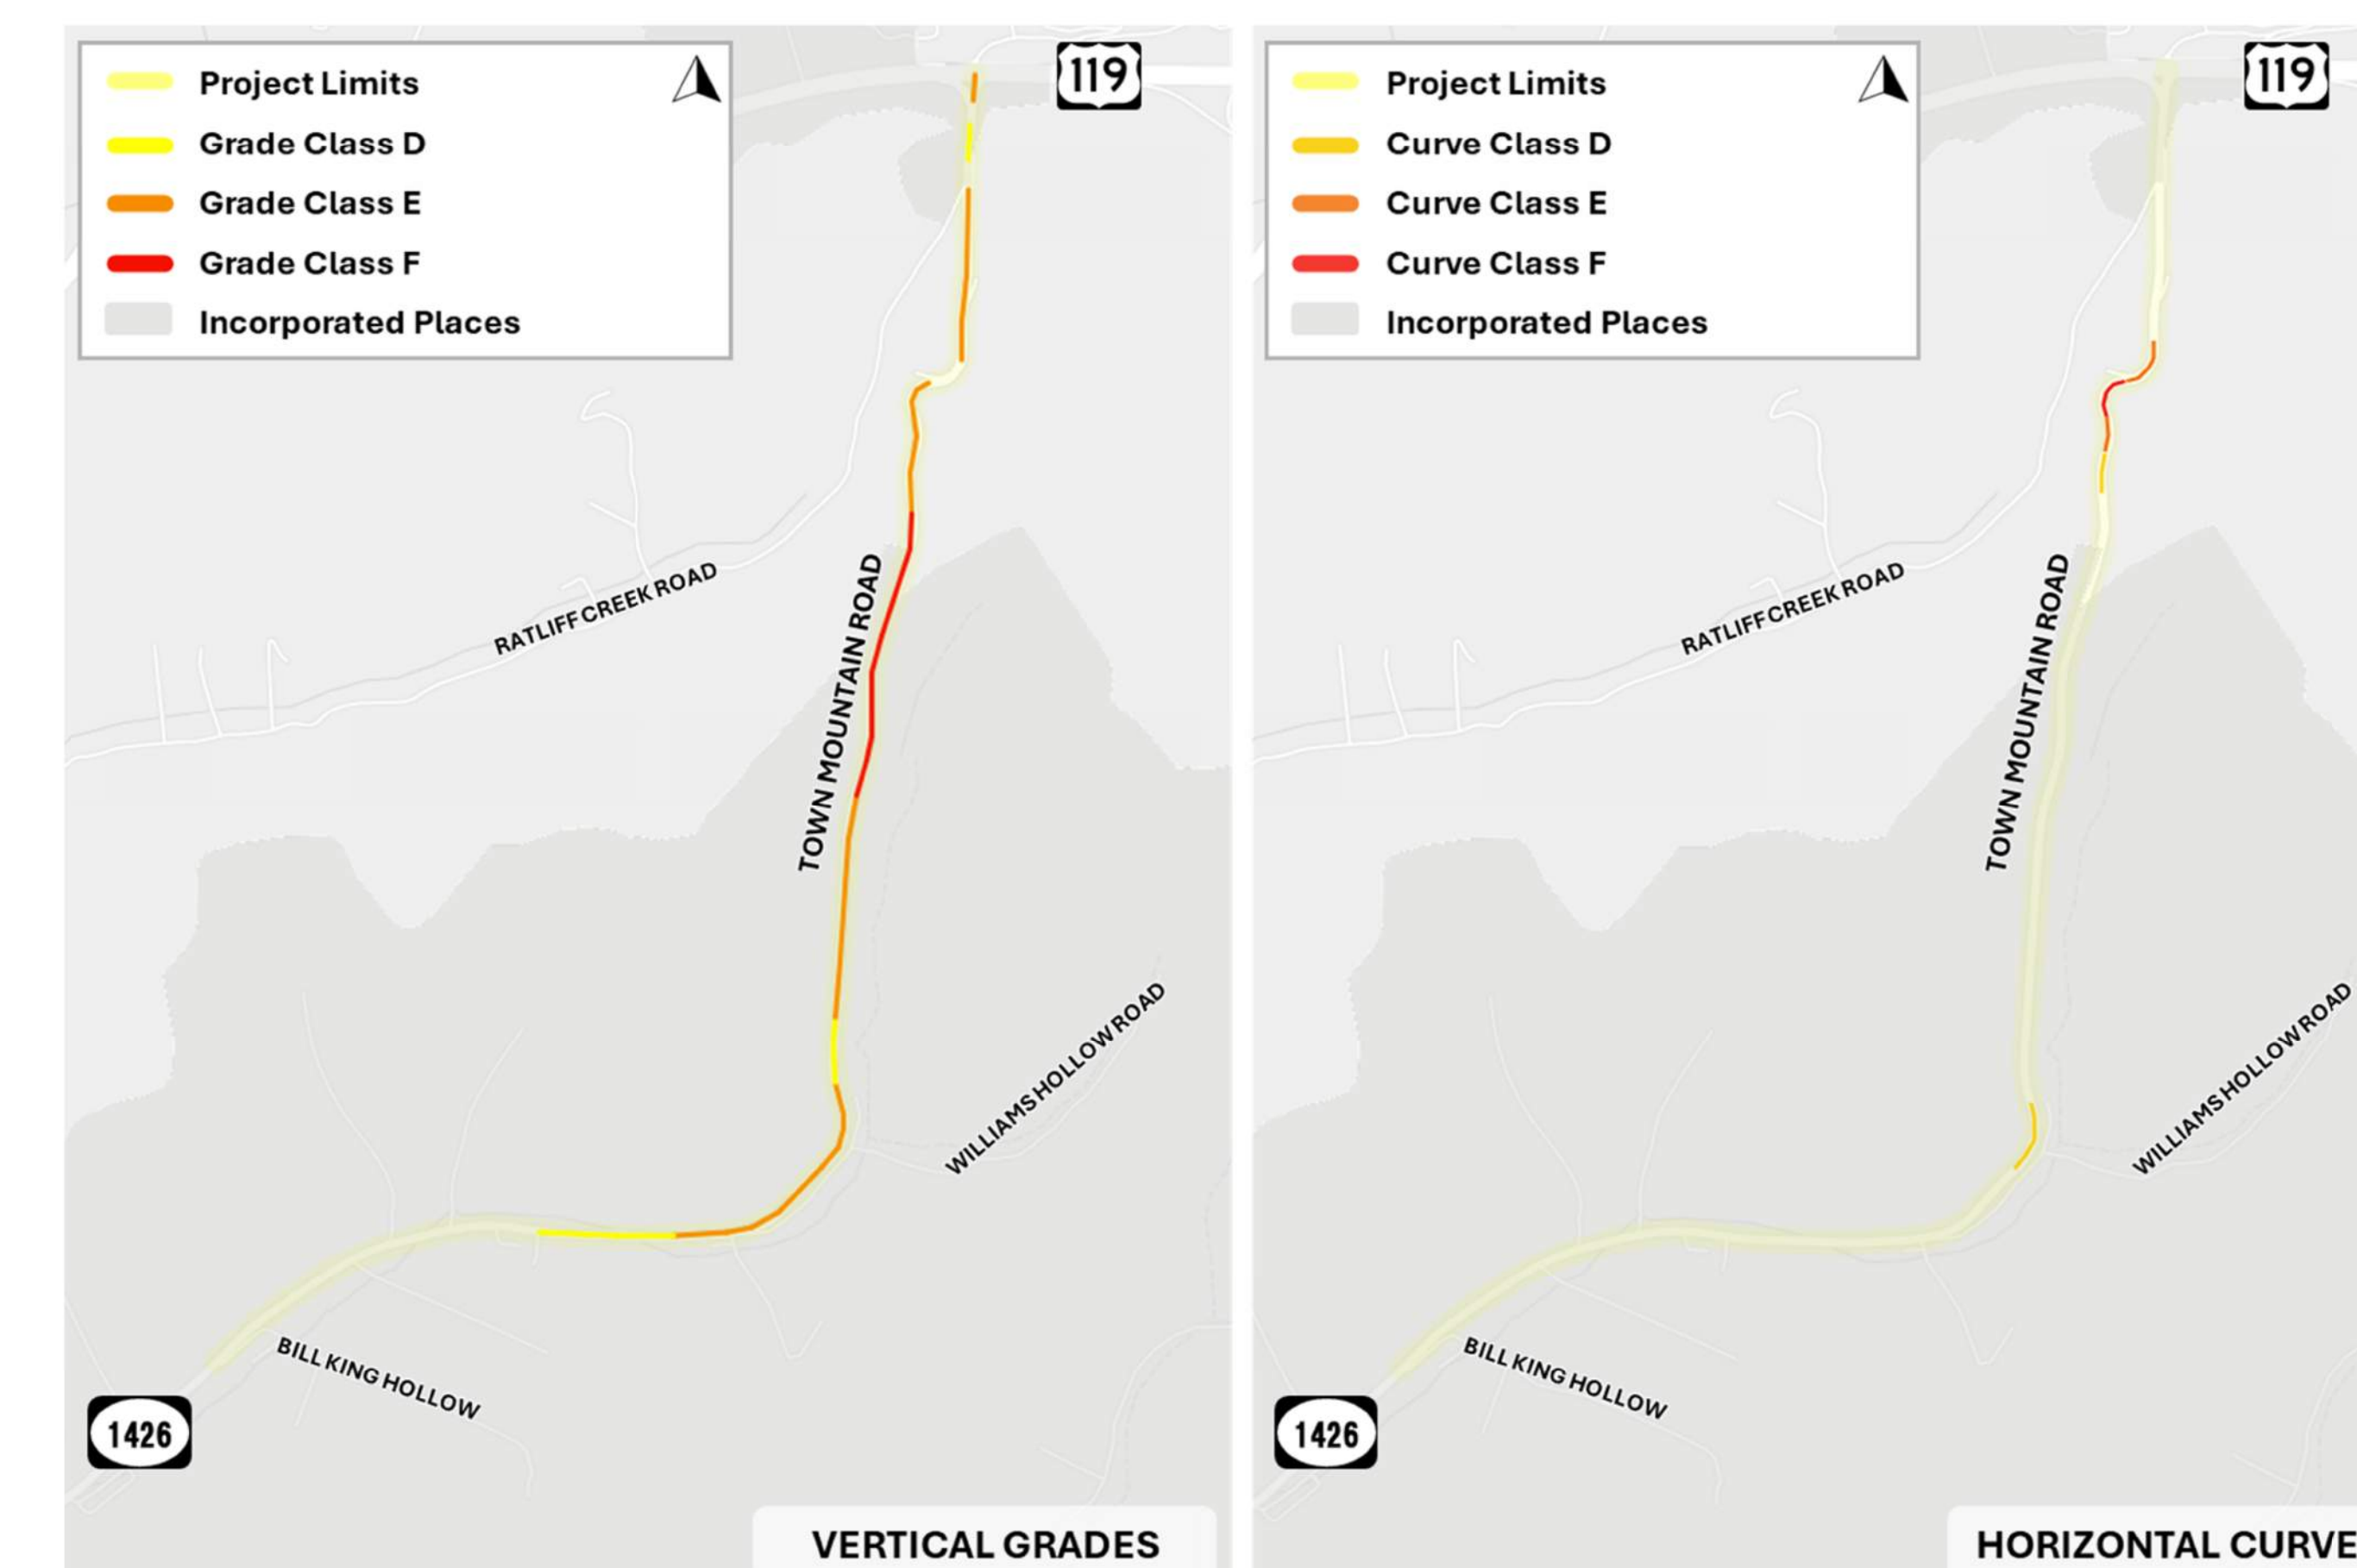 Project Limits
Grade Class D
Grade Class E
Grade Class F
Incorporated Places
119
RATLIFF CREEK ROAD
TOWN MOUNTAIN ROAD
WILLIAMS HOLLOW ROAD
BILL KING HOLLOW
1426
VERTICAL GRADES
Project Limits
Curve Class D
Curve Class E
Curve Class F
Incorporated Places
119
RATLIFF CREEK ROAD
TOWN MOUNTAIN ROAD
WILLIAMS HOLLOW ROAD
BILL KING HOLLOW
1426
HORIZONTAL CURVE